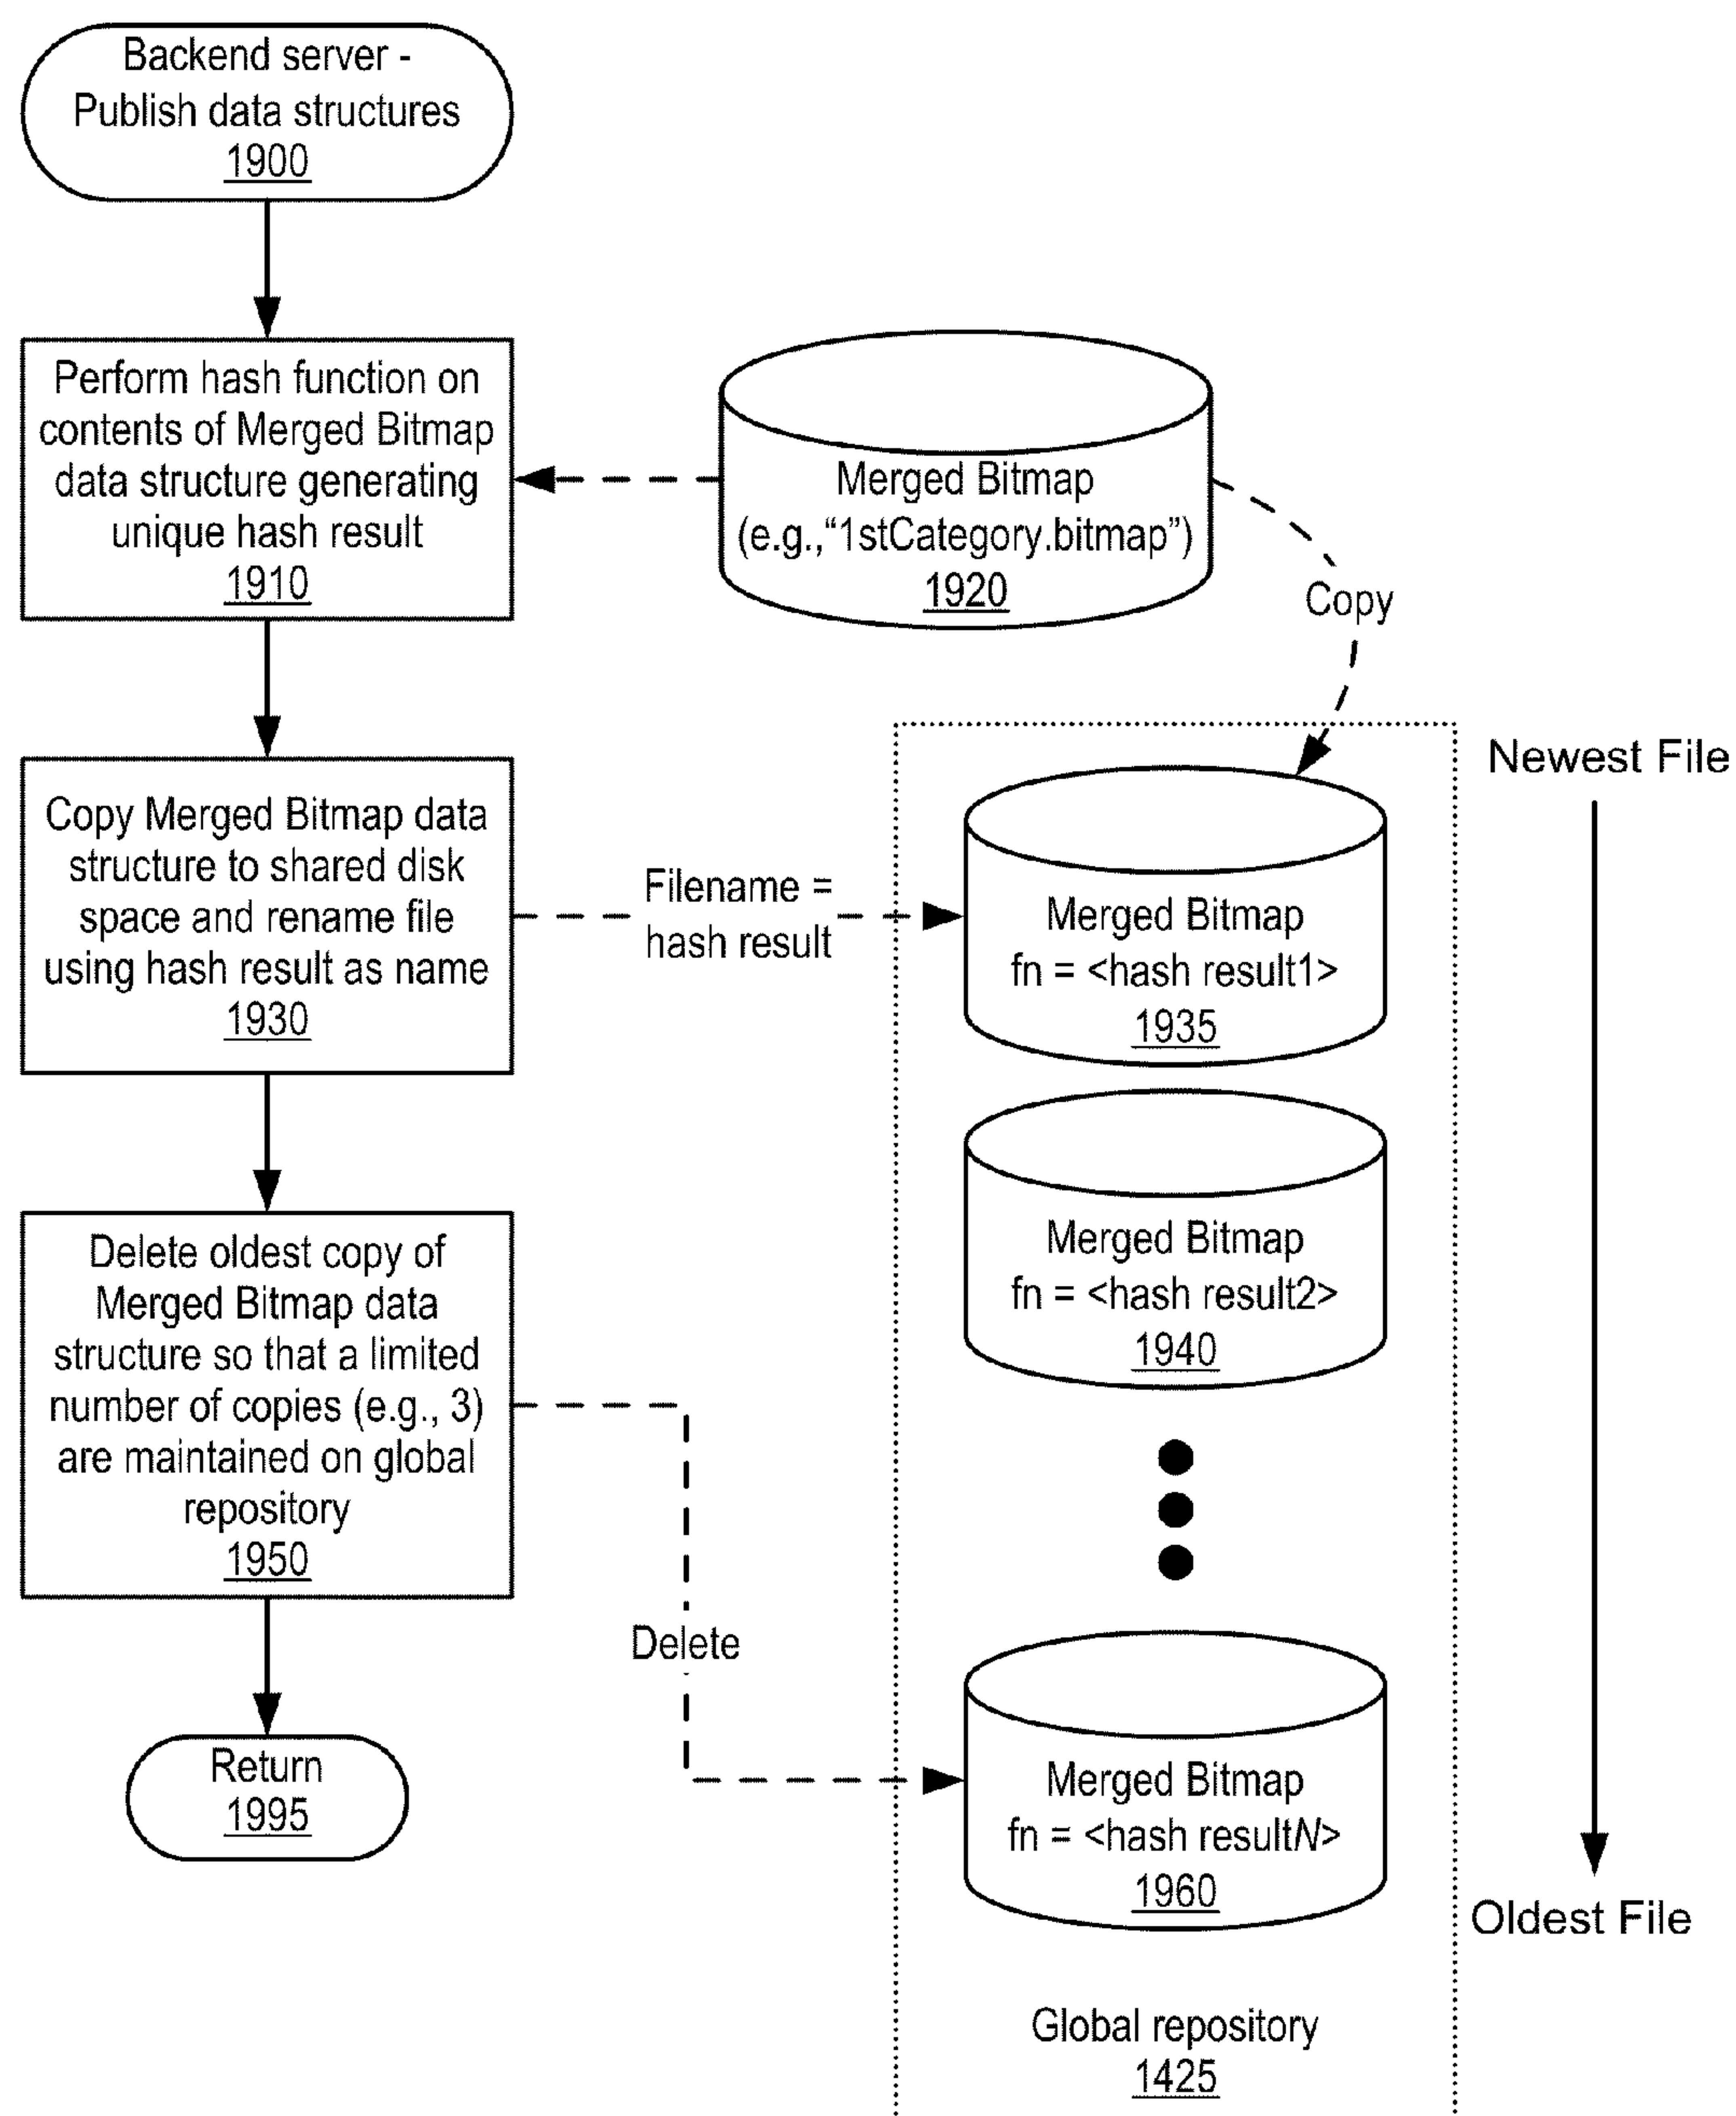 Backend server -
Publish data structures
1900
Perform hash function on
contents of Merged Bitmap
data structure generating
unique hash result
1910
Merged Bitmap
(e.g.,“1stCategory.bitmap”)
1920
Copy
Newest File
Copy Merged Bitmap data
structure to shared disk
space and rename file
using hash result as name
1930
Filename =
hash result
Merged Bitmap
fn = <hash result1>
1935
Merged Bitmap
fn = <hash result2>
1940
Delete oldest copy of
Merged Bitmap data
structure so that a limited
number of copies (e.g., 3)
are maintained on global
repository
1950
Delete
Return
1995
Merged Bitmap
fn = <hash resultN>
1960
Oldest File
Global repository
1425